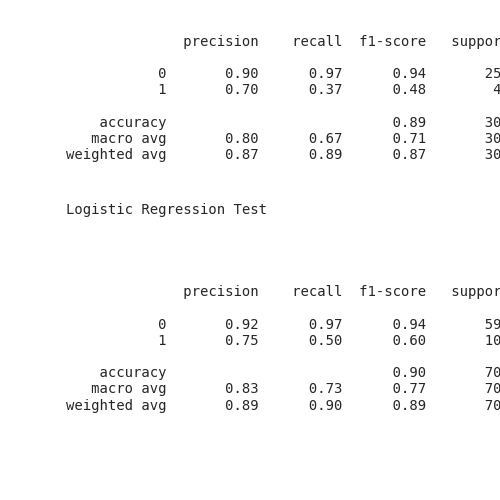 precision recall f1-score suppor
0 0.90 0.97 0.94 25
1 0.70 0.37 0.48 4
accuracy 0.89 30
macro avg 0.80 0.67 0.71 30
weighted avg 0.87 0.89 0.87 30
Logistic Regression Test
precision recall f1-score suppor
0 0.92 0.97 0.94 59
1 0.75 0.50 0.60 10
accuracy 0.90 70
macro avg 0.83 0.73 0.77 70
weighted avg 0.89 0.90 0.89 70